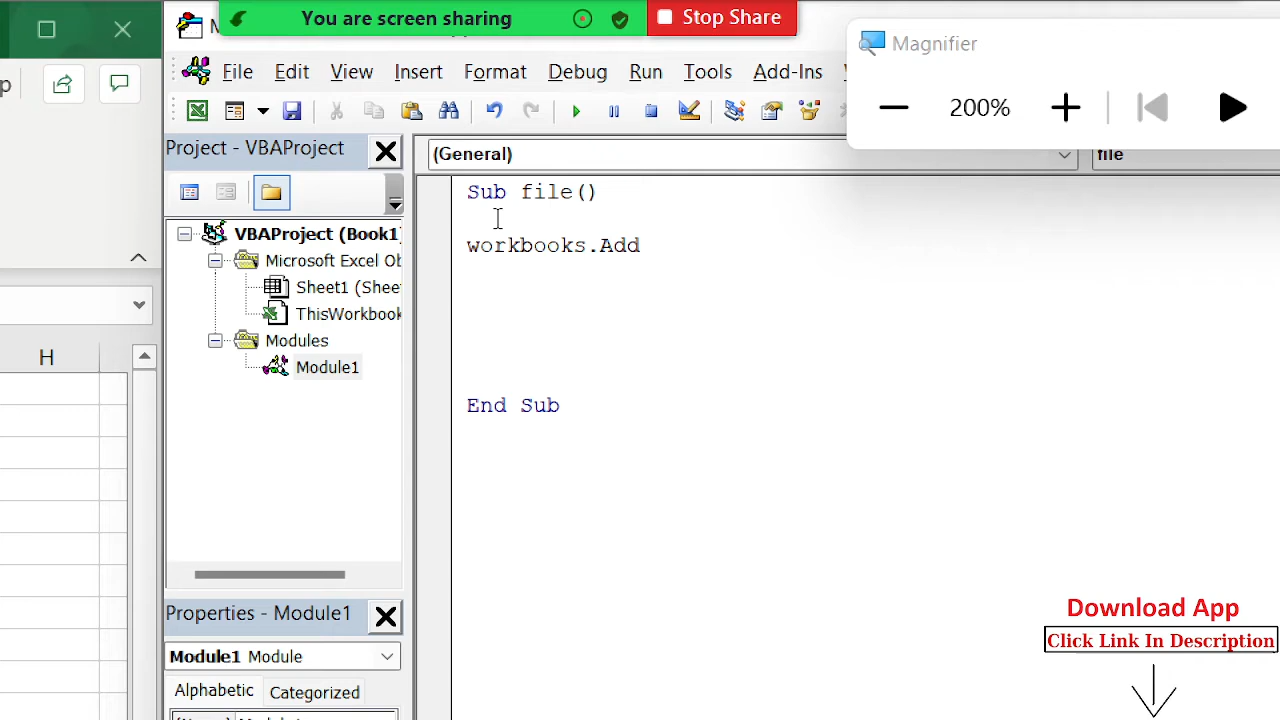 You are screen sharing
Stop Share
Magnifier
File Edit View Insert Format Debug Run Tools Add-Ins
200%
Project - VBAProject
(General)
file
Sub file()
workbooks.Add
End Sub
VBAProject (Book1)
Microsoft Excel Ob
Sheet1 (Shee
ThisWorkbook
Modules
Module1
H
Properties - Module1
Module1 Module
Alphabetic Categorized
Download App
Click Link In Description